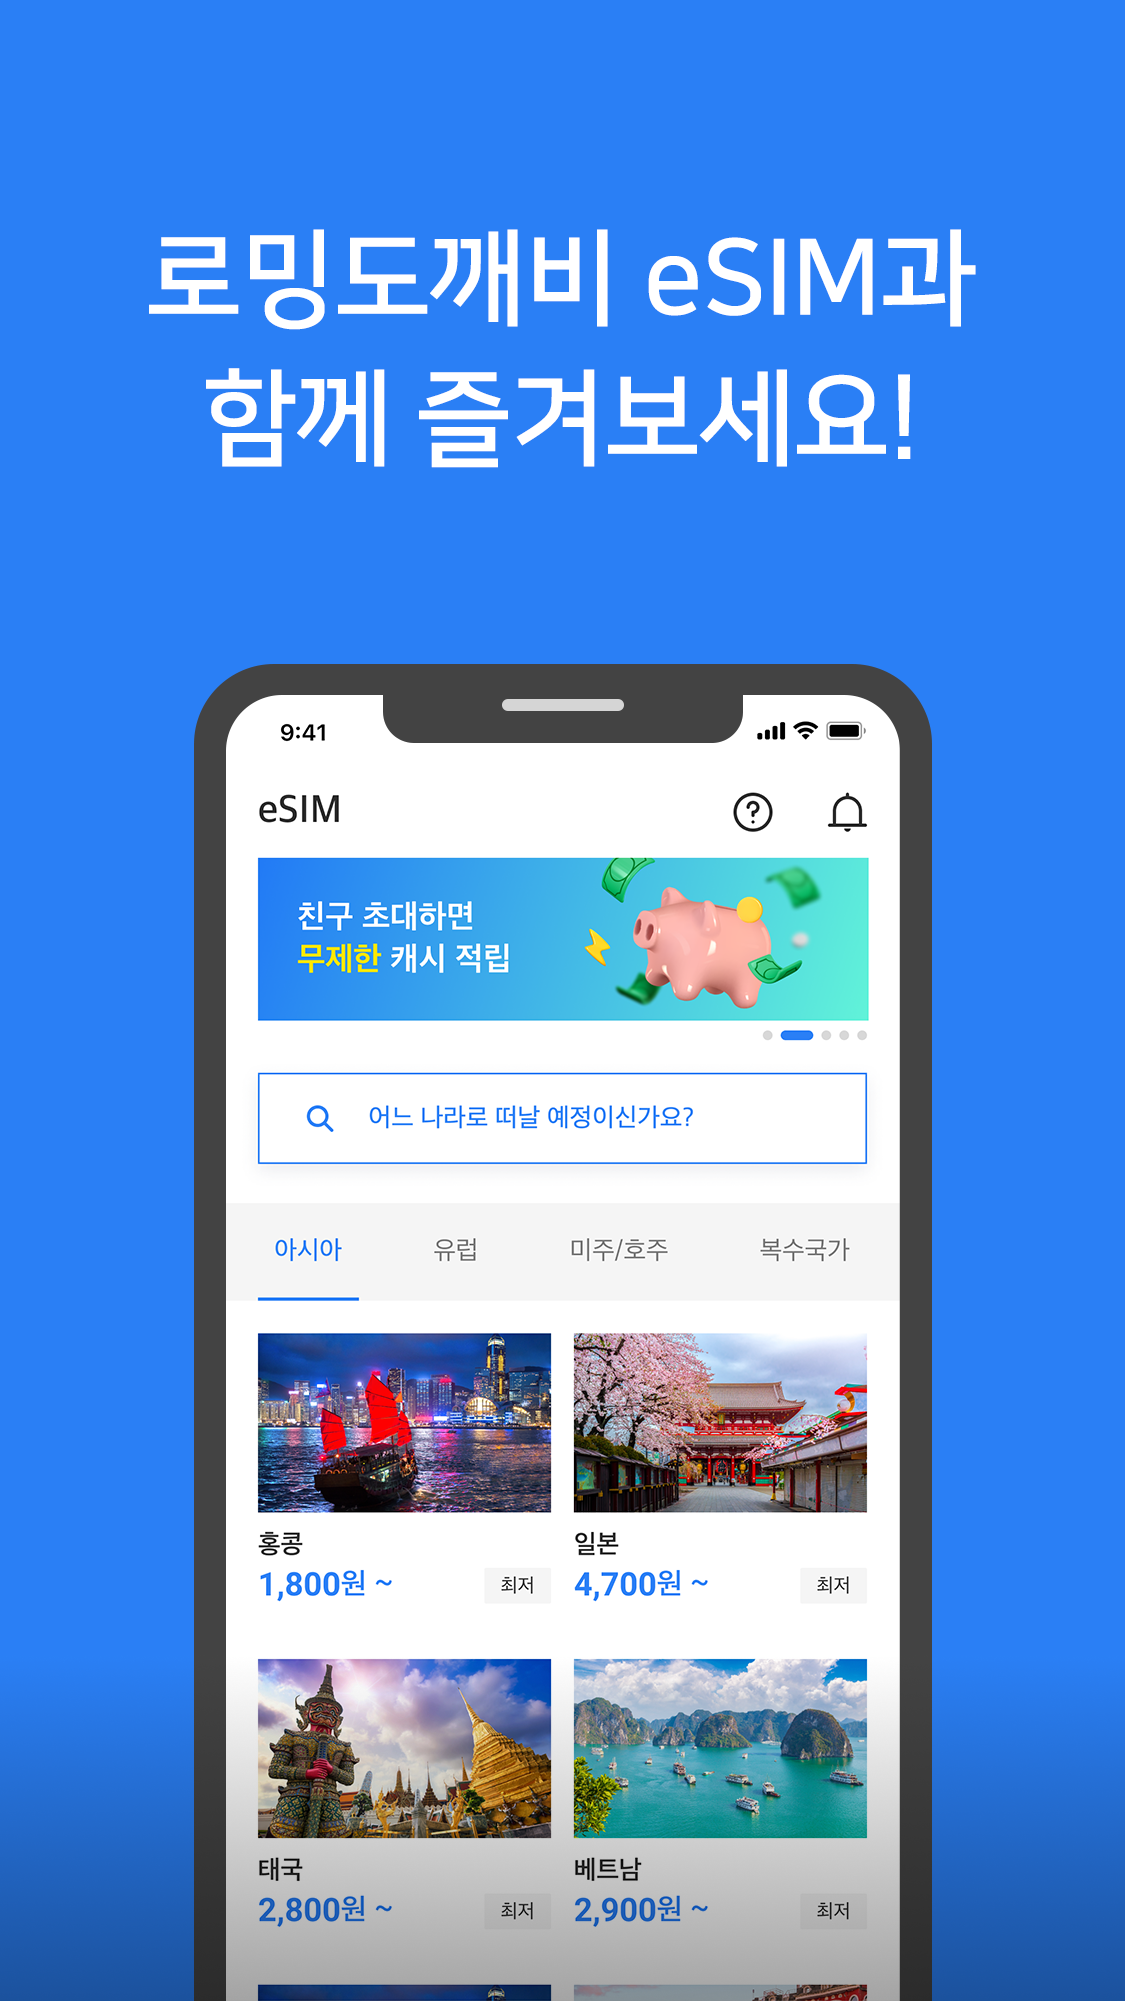 로밍도깨비 eSIM과
함께 즐겨보세요!
9:41
eSIM
친구 초대하면
무제한 캐시 적립
어느 나라로 떠날 예정이신가요?
아시아 유럽 미주/호주 복수국가
홍콩
1,800원 ~ 최저
일본
4,700원 ~ 최저
태국
2,800원 ~ 최저
베트남
2,900원 ~ 최저